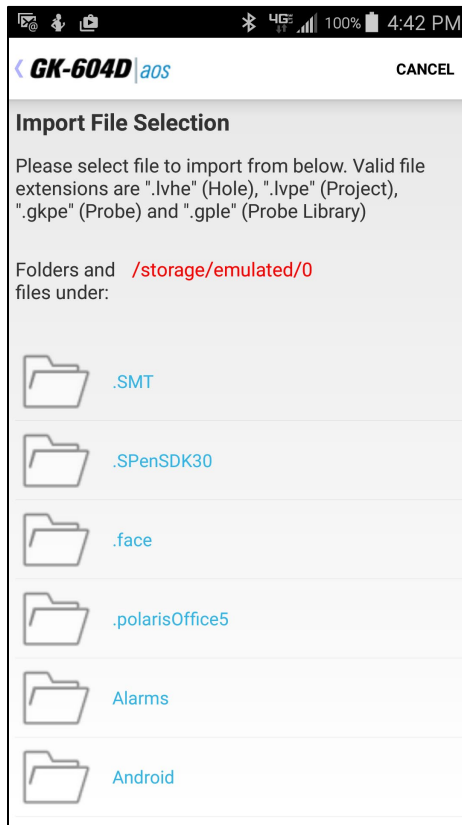 4G 100% 4:42 PM
GK-604D aos CANCEL
Import File Selection
Please select file to import from below. Valid file
extensions are ".lvhe" (Hole), ".lvpe" (Project),
".gkpe" (Probe) and ".gple" (Probe Library)
Folders and /storage/emulated/0
files under:
.SMT
.SPenSDK30
.face
.polarisOffice5
Alarms
Android